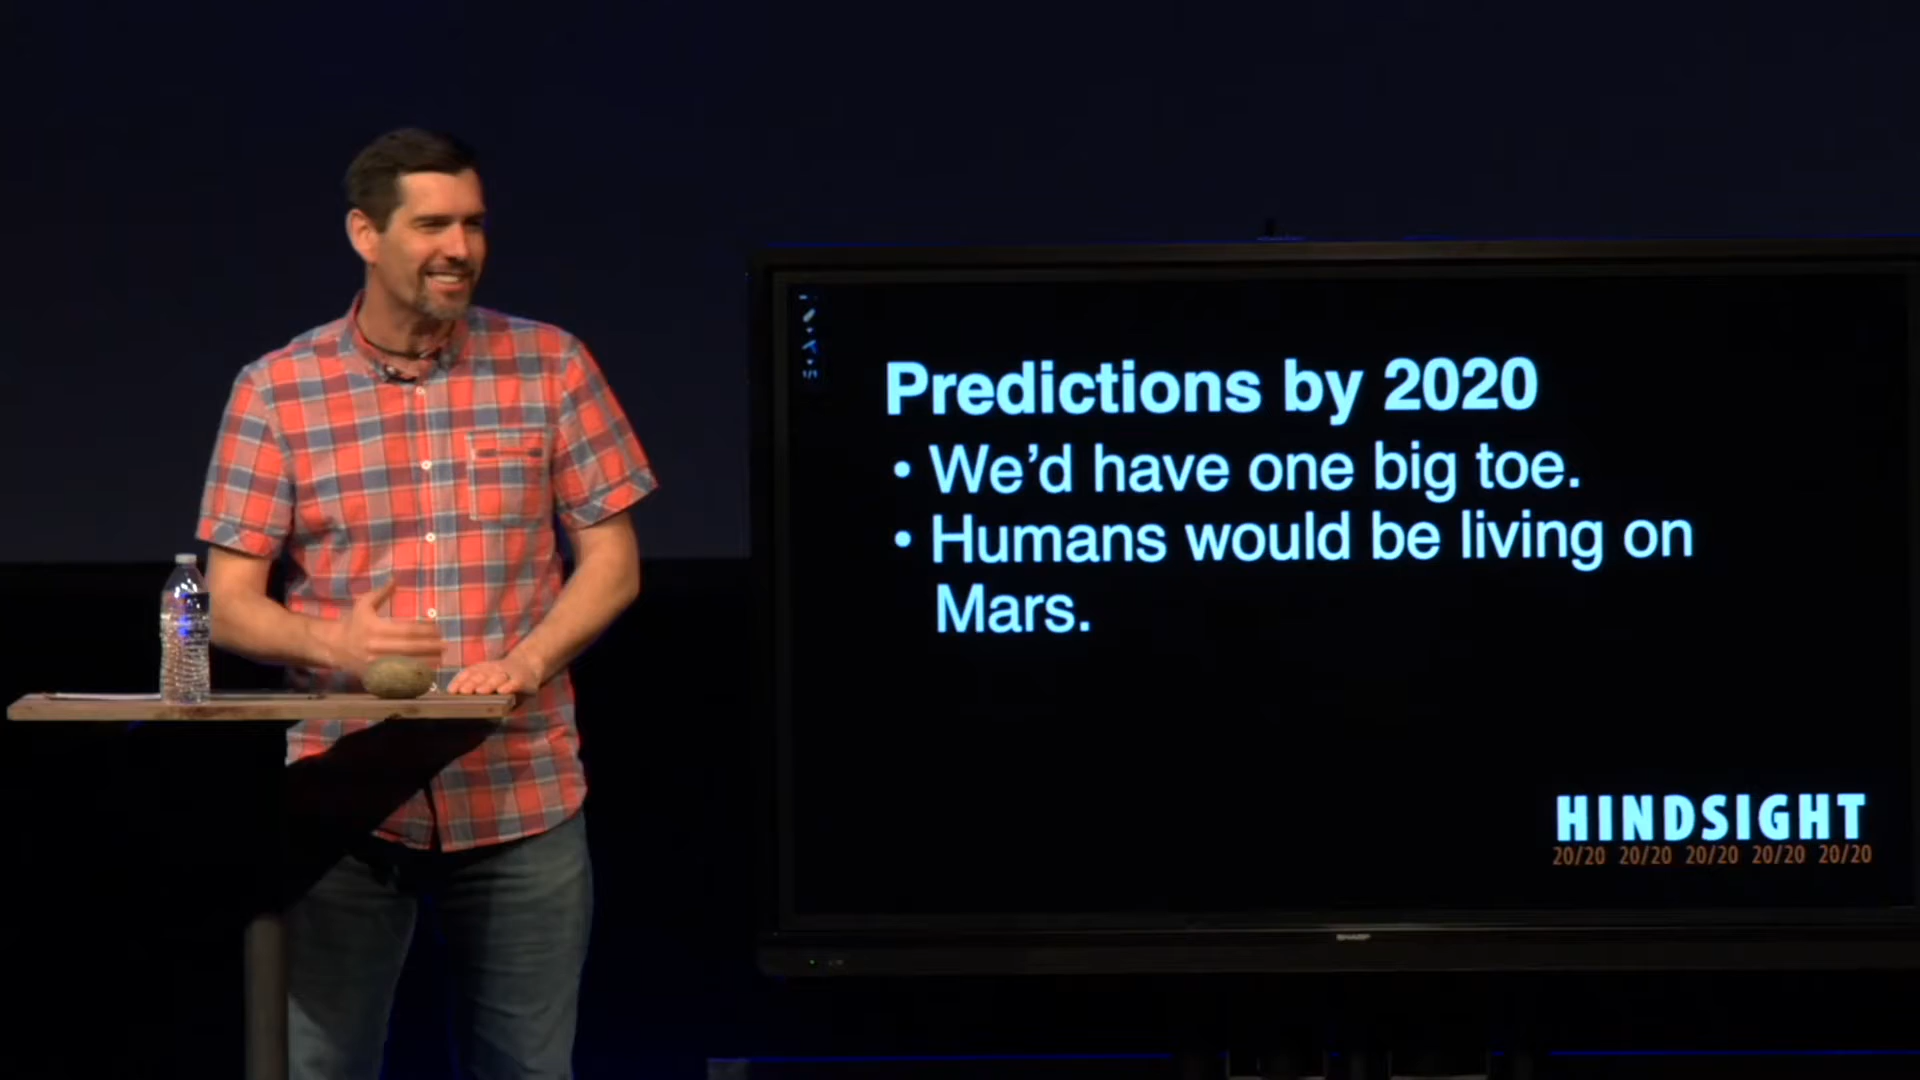 Predictions by 2020
• We'd have one big toe.
• Humans would be living on
Mars.
HINDSIGHT
20/20 20/20 20/20 20/20 20/20
SHARP